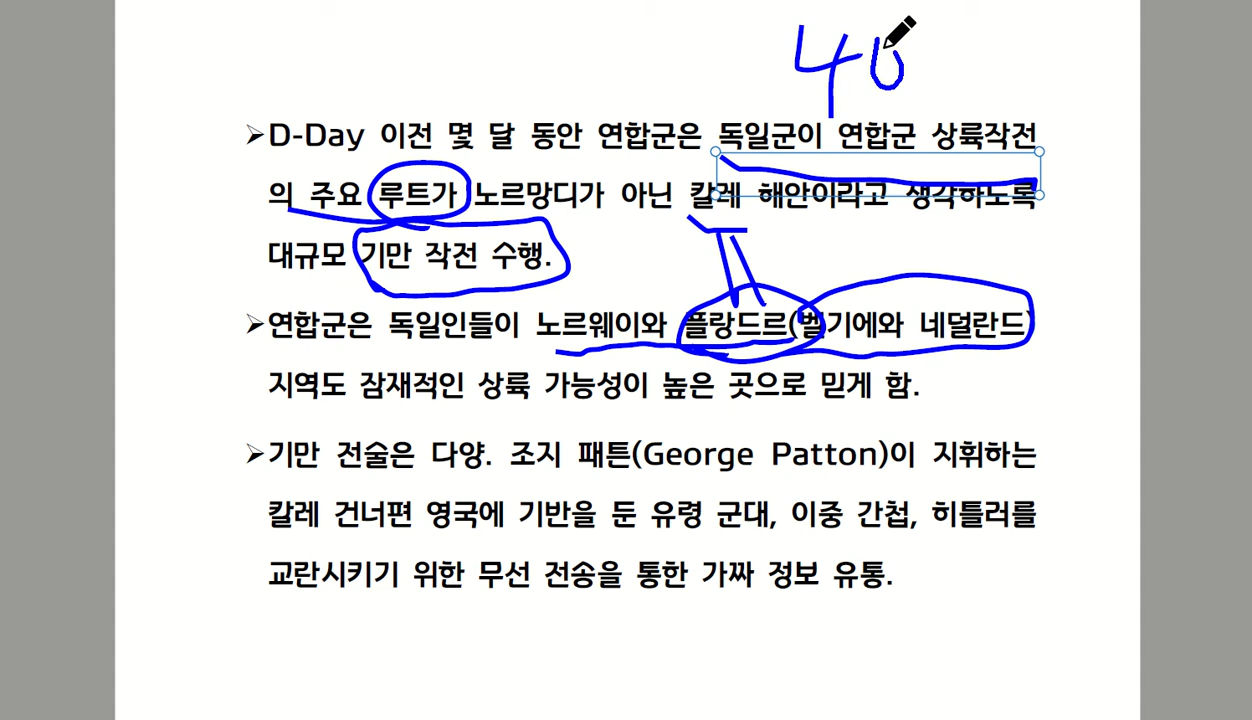 40
➢D-Day 이전 몇 달 동안 연합군은 독일군이 연합군 상륙작전
의 주요 루트가 노르망디가 아닌 칼레 해안이라고 생각하도록
대규모 기만 작전 수행.
➢연합군은 독일인들이 노르웨이와 플랑드르(벨기에와 네덜란드)
지역도 잠재적인 상륙 가능성이 높은 곳으로 믿게 함.
➢기만 전술은 다양. 조지 패튼(George Patton)이 지휘하는
칼레 건너편 영국에 기반을 둔 유령 군대, 이중 간첩, 히틀러를
교란시키기 위한 무선 전송을 통한 가짜 정보 유통.